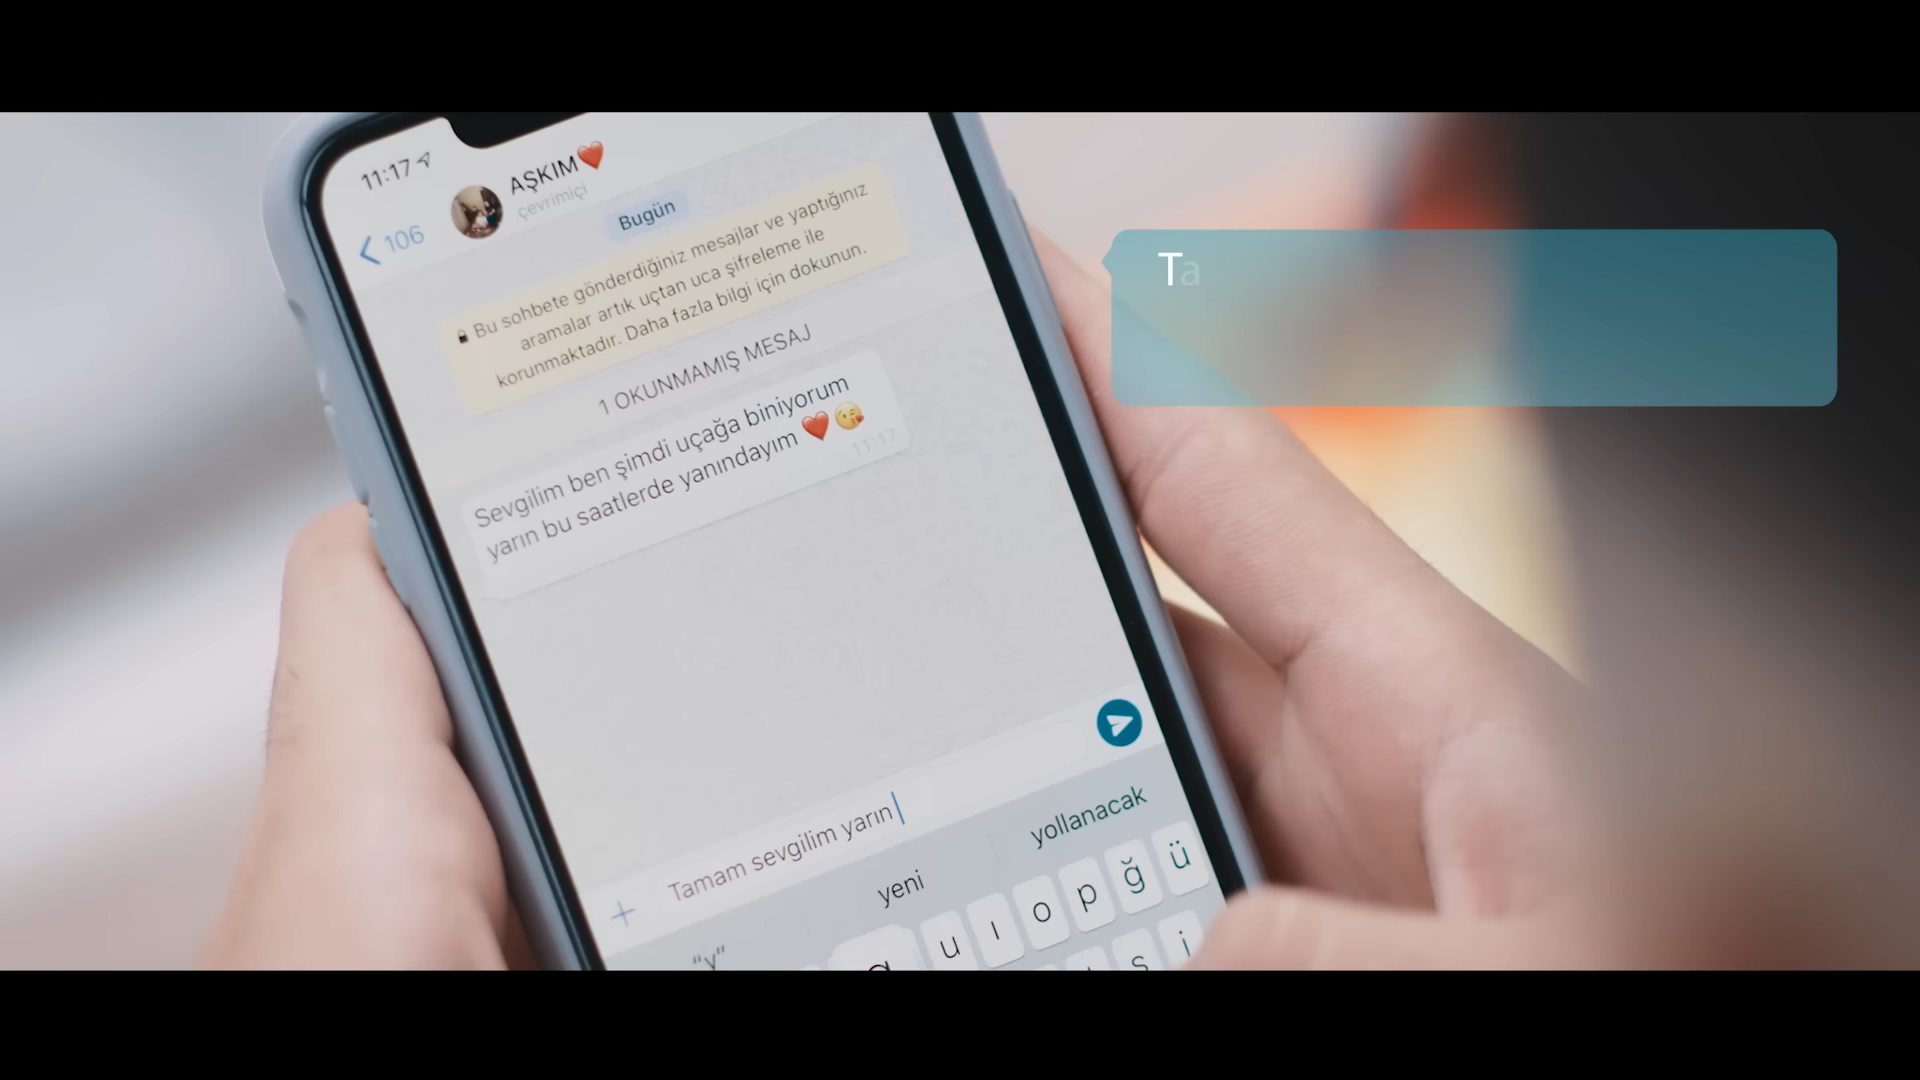 11:17
106
AŞKIM❤️
çevrimiçi
Bugün
Bu sohbete gönderdiğiniz mesajlar ve yaptığınız
aramalar artık uçtan uca şifreleme ile
korunmaktadır. Daha fazla bilgi için dokunun.
1 OKUNMAMIŞ MESAJ
Sevgilim ben şimdi uçağa biniyorum
yarın bu saatlerde yanındayım ❤️😘
11:17
Tamam sevgilim yarın
"y"
yeni
yollanacak
u ı o p ğ ü
ş i
Ta